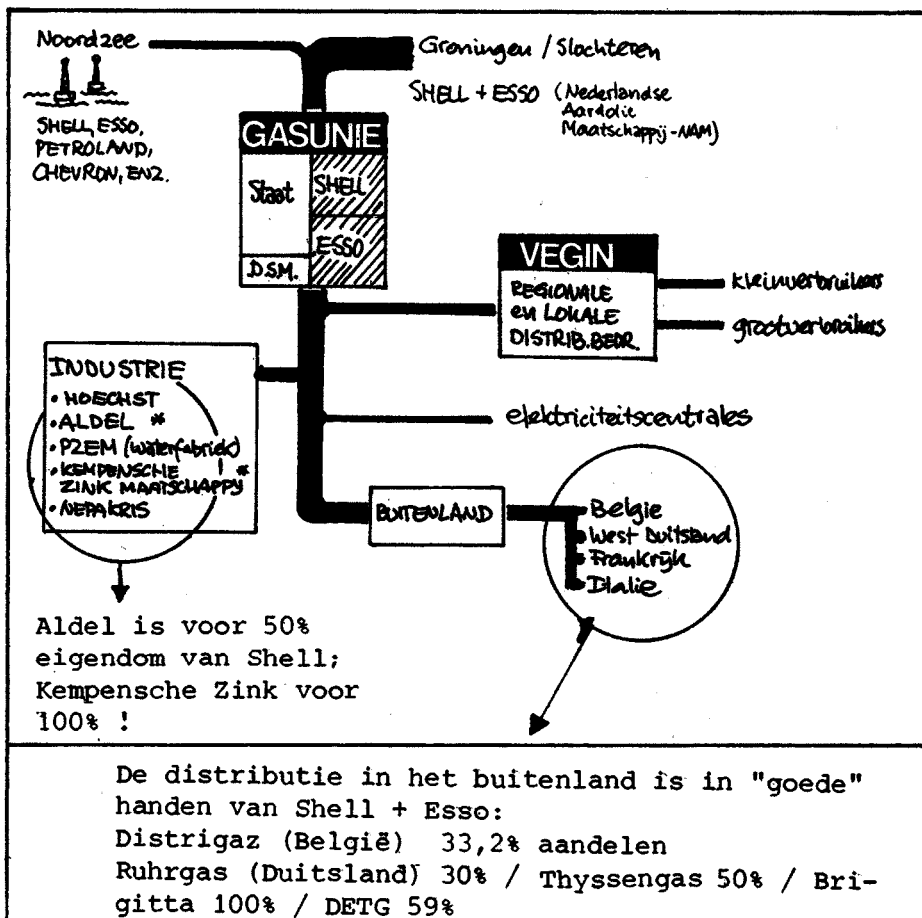 Noordzee
SHELL, ESSO,
PETROLAND,
CHEVRON, ENZ.
Groningen / Slochteren
SHELL + ESSO (Nederlandse
Aardolie
Maatschappij-NAM)
GASUNIE
Staat
SHELL
ESSO
D.S.M.
VEGIN
REGIONALE
en LOKALE
DISTRIB.BEDR.
kleinverbruikers
grootverbruikers
INDUSTRIE
• HOECHST
• ALDEL *
• PZEM (waterfabriek)
• KEMPENSCHE *
ZINK MAATSCHAPPY
• NEPAKRIS
elektriciteitscentrales
BUITENLAND
Belgie
West Duitsland
Frankrijk
Italie
Aldel is voor 50%
eigendom van Shell;
Kempensche Zink voor
100% !
De distributie in het buitenland is in "goede"
handen van Shell + Esso:
Distrigaz (België) 33,2% aandelen
Ruhrgas (Duitsland) 30% / Thyssengas 50% / Bri-
gitta 100% / DETG 59%